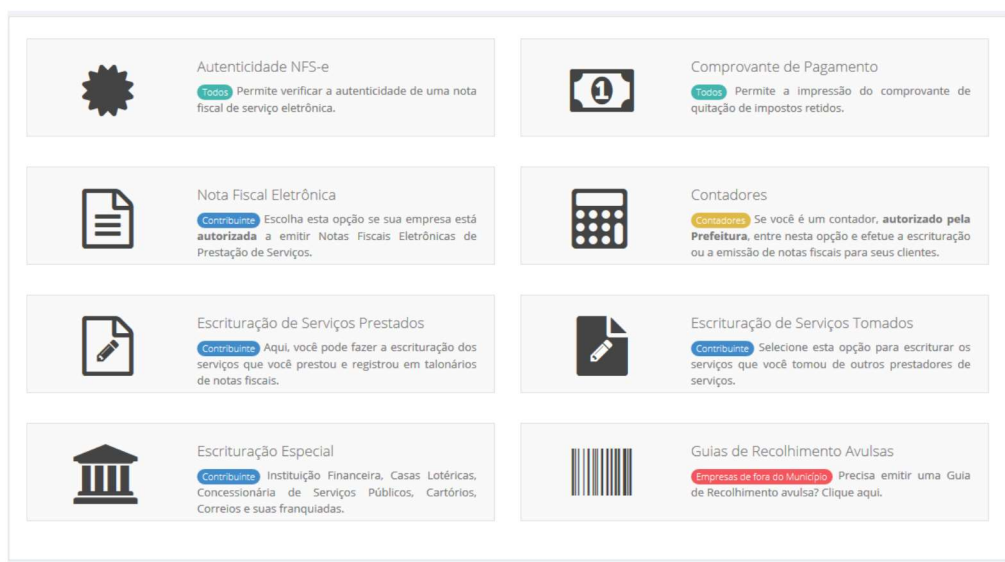 Autenticidade NFS-e
Todos Permite verificar a autenticidade de uma nota
fiscal de serviço eletrônica.
1
Comprovante de Pagamento
Todos Permite a impressão do comprovante de
quitação de impostos retidos.
Nota Fiscal Eletrônica
Contribuinte Escolha esta opção se sua empresa está
autorizada a emitir Notas Fiscais Eletrônicas de
Prestação de Serviços.
Contadores
Contadores Se você é um contador, autorizado pela
Prefeitura, entre nesta opção e efetue a escrituração
ou a emissão de notas fiscais para seus clientes.
Escrituração de Serviços Prestados
Contribuinte Aqui, você pode fazer a escrituração dos
serviços que você prestou e registrou em talonários
de notas fiscais.
Escrituração de Serviços Tomados
Contribuinte Selecione esta opção para escriturar os
serviços que você tomou de outros prestadores de
serviços.
Escrituração Especial
Contribuinte Instituição Financeira, Casas Lotéricas,
Concessionária de Serviços Públicos, Cartórios,
Correios e suas franquiadas.
Guias de Recolhimento Avulsas
Empresas de fora do Município Precisa emitir uma Guia
de Recolhimento avulsa? Clique aqui.